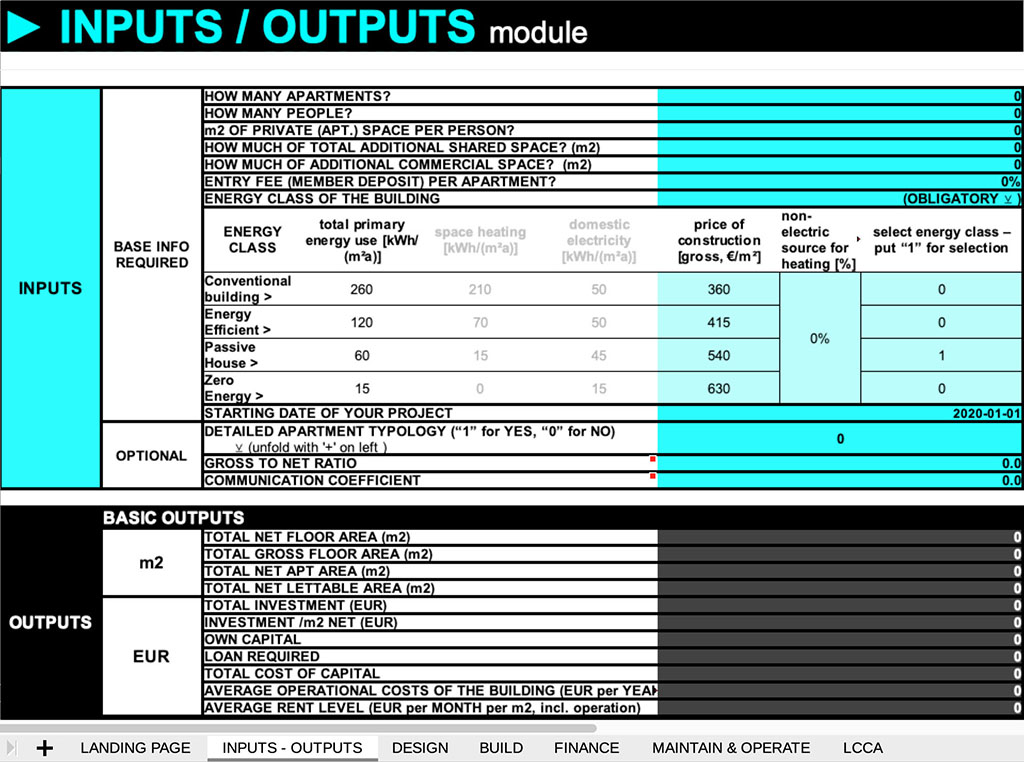 INPUTS / OUTPUTS module
INPUTS
BASE INFO
REQUIRED
HOW MANY APARTMENTS? 0
HOW MANY PEOPLE? 0
m2 OF PRIVATE (APT.) SPACE PER PERSON? 0
HOW MUCH OF TOTAL ADDITIONAL SHARED SPACE? (m2) 0
HOW MUCH OF ADDITIONAL COMMERCIAL SPACE? (m2) 0
ENTRY FEE (MEMBER DEPOSIT) PER APARTMENT? 0%
ENERGY CLASS OF THE BUILDING (OBLIGATORY ⊻ )
ENERGY
CLASS
total primary
energy use [kWh/
(m²a)]
space heating
[kWh/(m²a)]
domestic
electricity
[kWh/(m²a)]
price of
construction
[gross, €/m²]
non-
electric
source for
heating [%]
select energy class –
put “1” for selection
Conventional
building > 260 210 50 360 0
Energy
Efficient > 120 70 50 415 0
0%
Passive
House > 60 15 45 540 1
Zero
Energy > 15 0 15 630 0
STARTING DATE OF YOUR PROJECT 2020-01-01
OPTIONAL
DETAILED APARTMENT TYPOLOGY (“1” for YES, “0” for NO) 0
⊻ (unfold with '+' on left )
GROSS TO NET RATIO 0.0
COMMUNICATION COEFFICIENT 0.0
BASIC OUTPUTS
OUTPUTS
m2
TOTAL NET FLOOR AREA (m2) 0
TOTAL GROSS FLOOR AREA (m2) 0
TOTAL NET APT AREA (m2) 0
TOTAL NET LETTABLE AREA (m2) 0
EUR
TOTAL INVESTMENT (EUR) 0
INVESTMENT /m2 NET (EUR) 0
OWN CAPITAL 0
LOAN REQUIRED 0
TOTAL COST OF CAPITAL 0
AVERAGE OPERATIONAL COSTS OF THE BUILDING (EUR per YEA 0
AVERAGE RENT LEVEL (EUR per MONTH per m2, incl. operation) 0
+ LANDING PAGE INPUTS - OUTPUTS DESIGN BUILD FINANCE MAINTAIN & OPERATE LCCA